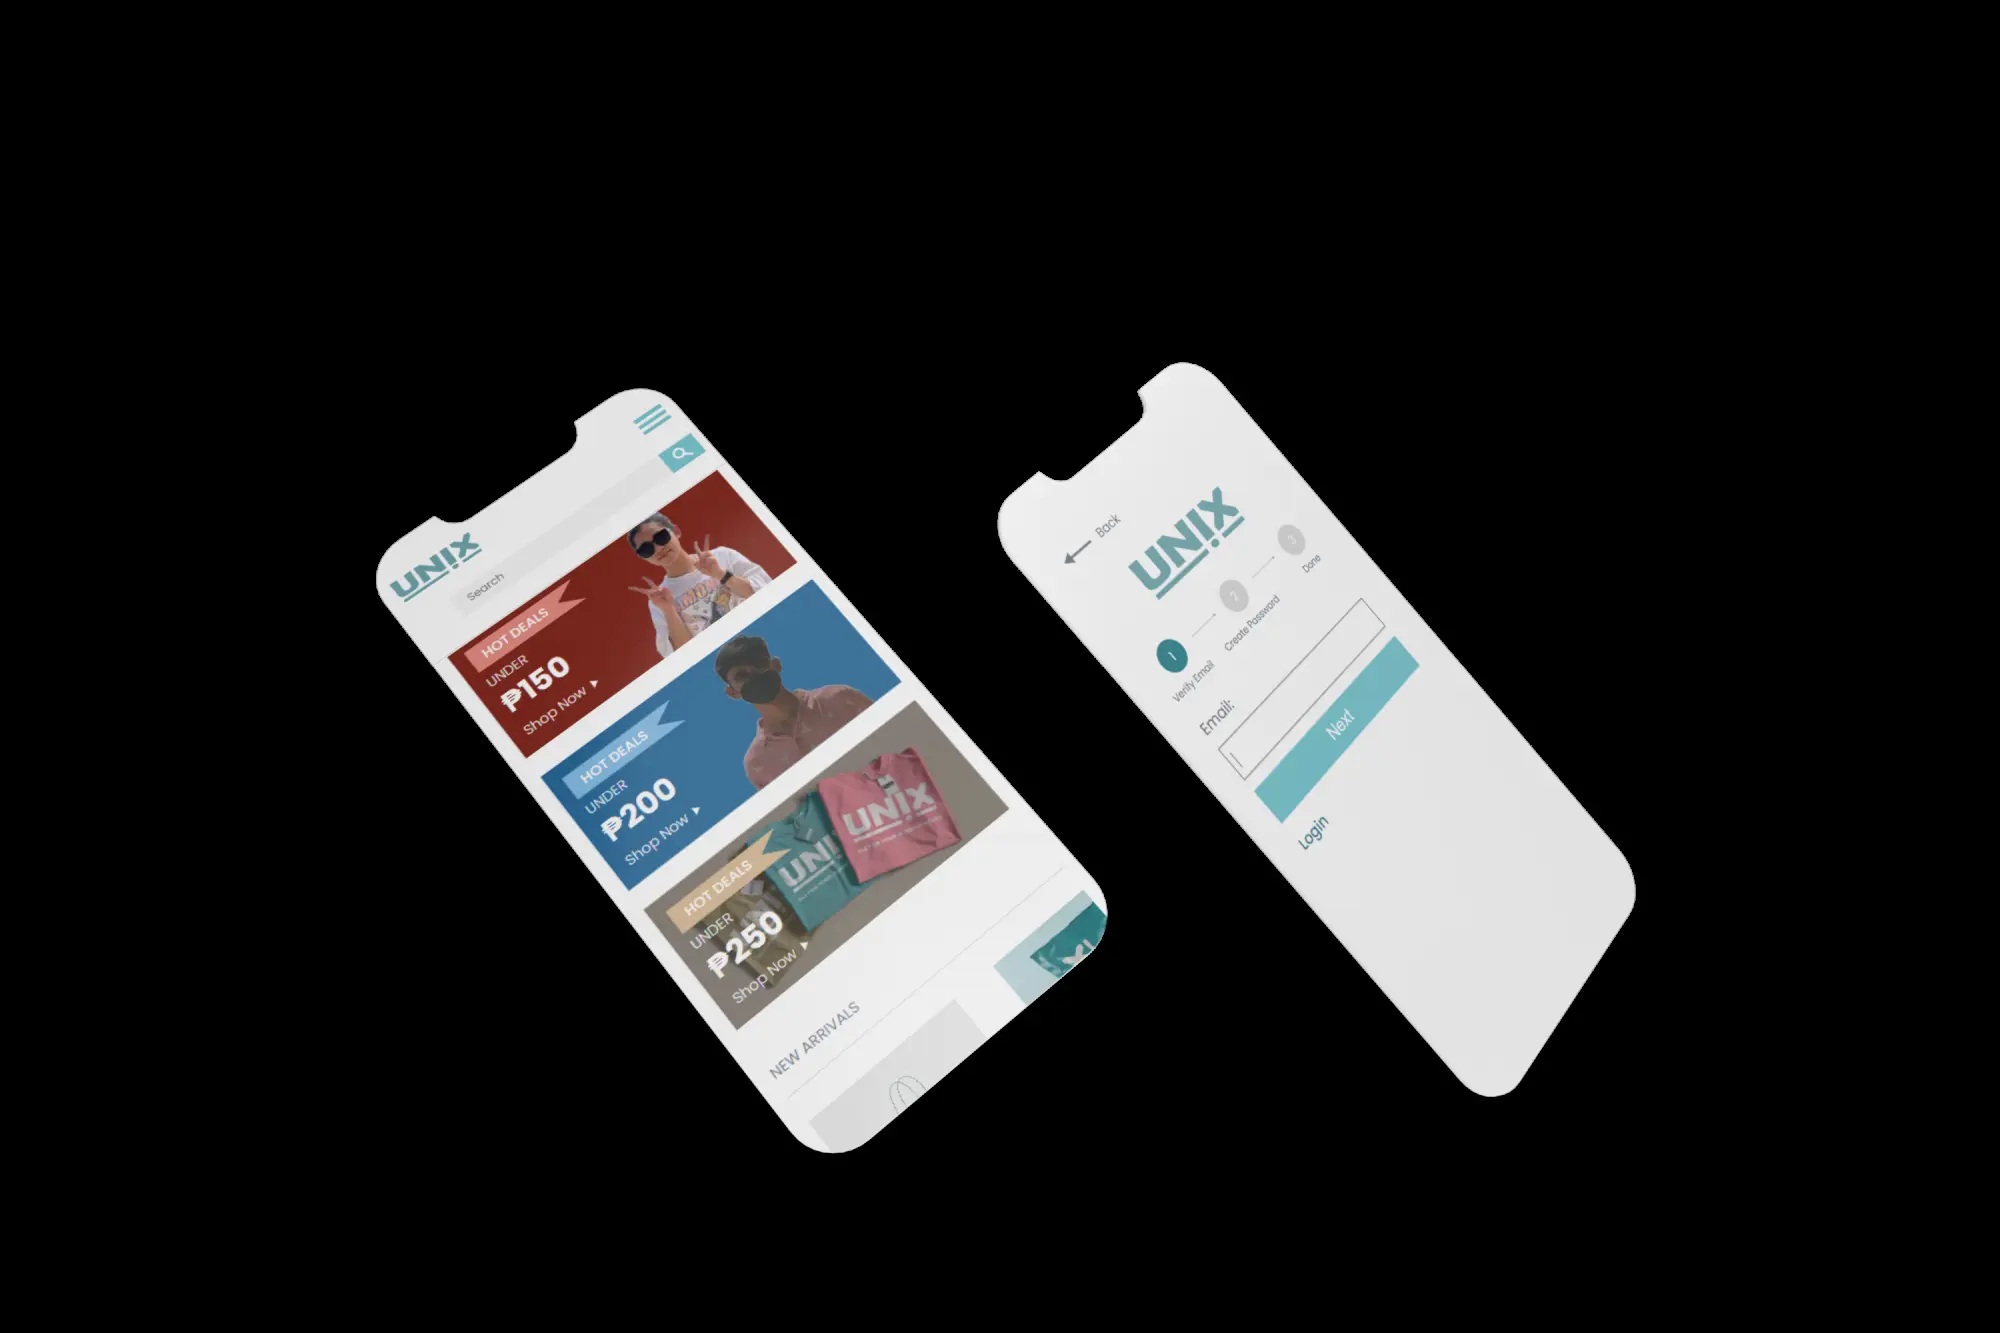 UNIX
Search
HOT DEALS
UNDER
₱150
Shop Now
HOT DEALS
UNDER
₱200
Shop Now
HOT DEALS
UNDER
₱250
Shop Now
UNIX
UNIX
NEW ARRIVALS
Back
UNIX
1
2
3
Verify Email
Create Password
Done
Email:
Next
Login